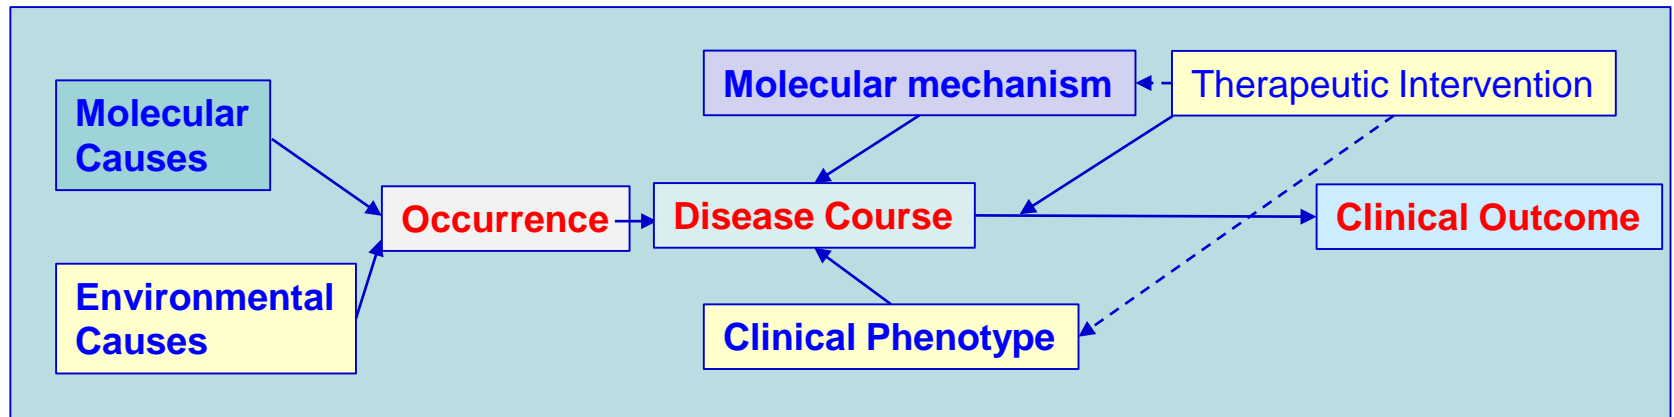 Molecular
Causes
Environmental
Causes
Occurrence
Molecular mechanism
Disease Course
Clinical Phenotype
Therapeutic Intervention
Clinical Outcome